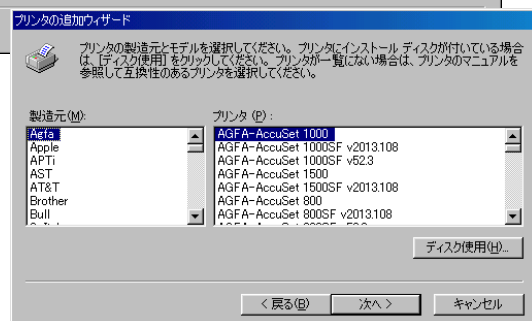 プリンタの追加ウィザード
プリンタの製造元とモデルを選択してください。プリンタにインストール ディスクが付いている場合
は、[ディスク使用] をクリックしてください。プリンタが一覧にない場合は、プリンタのマニュアルを
参照して互換性のあるプリンタを選択してください。
製造元(M):
プリンタ (P) :
Agfa
Apple
APTi
AST
AT&T
Brother
Bull
AGFA-AccuSet 1000
AGFA-AccuSet 1000SF v2013.108
AGFA-AccuSet 1000SF v52.3
AGFA-AccuSet 1500
AGFA-AccuSet 1500SF v2013.108
AGFA-AccuSet 800
AGFA-AccuSet 800SF v2013.108
ディスク使用(H)...
< 戻る(B)
次へ >
キャンセル